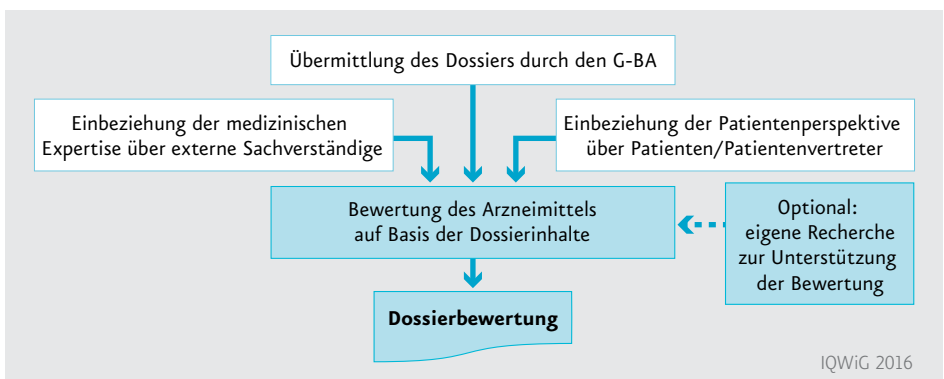 Übermittlung des Dossiers durch den G-BA
Einbeziehung der medizinischen
Expertise über externe Sachverständige
Einbeziehung der Patientenperspektive
über Patienten/Patientenvertreter
Bewertung des Arzneimittels
auf Basis der Dossierinhalte
Optional:
eigene Recherche
zur Unterstützung
der Bewertung
Dossierbewertung
IQWiG 2016